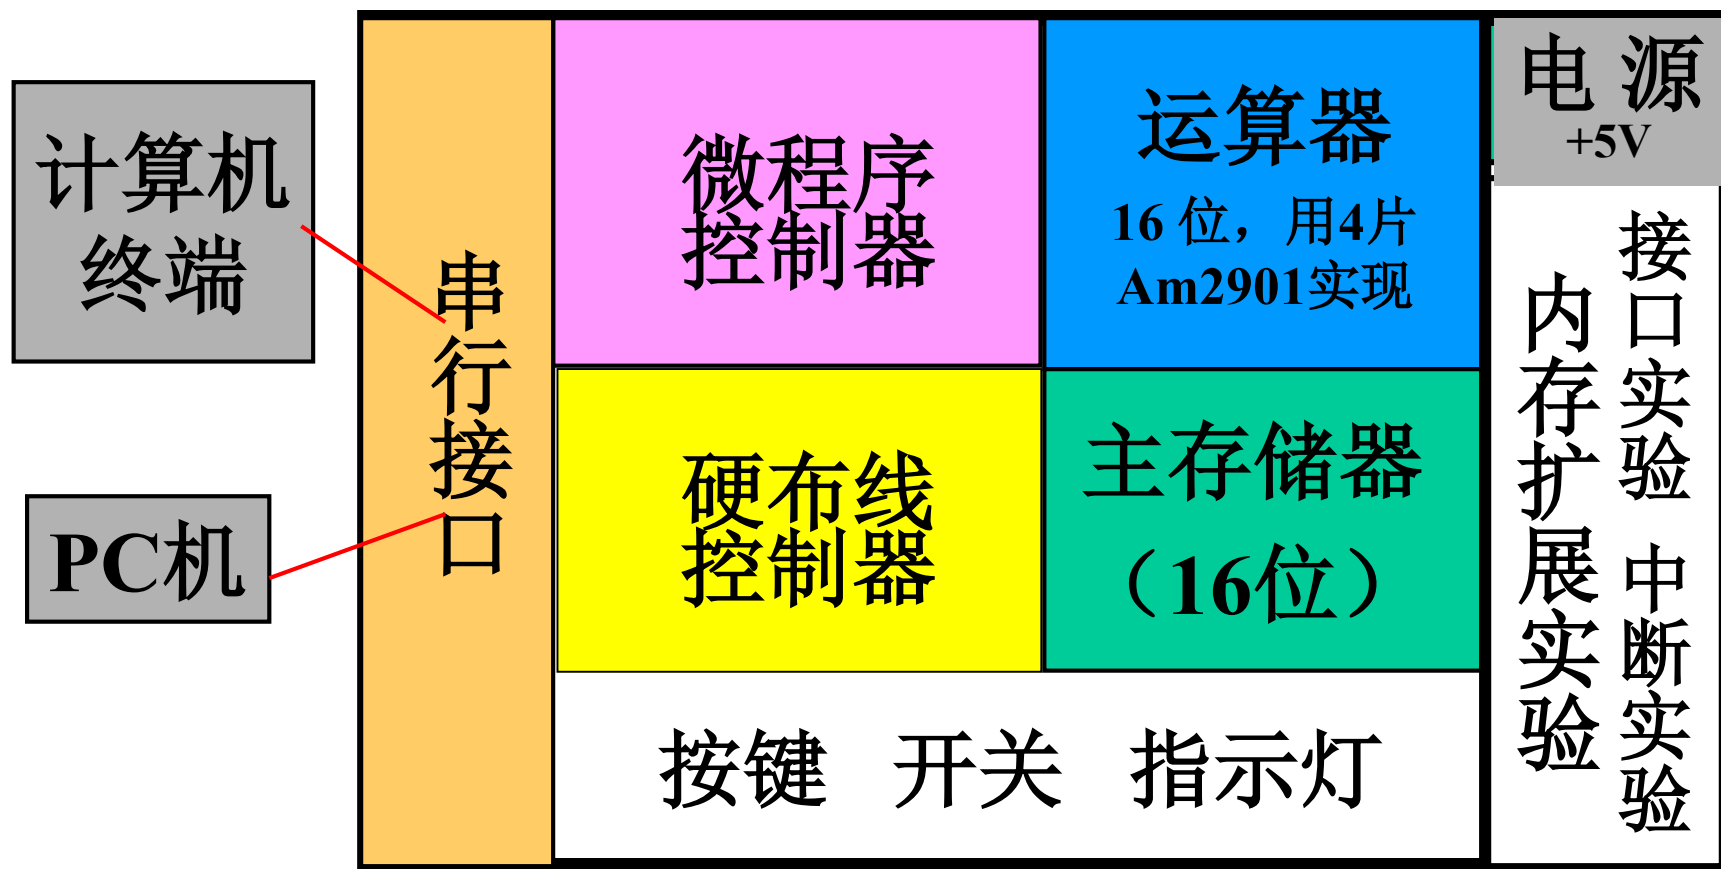 计算机
终端
PC机
串行接口
微程序
控制器
硬布线
控制器
运算器
16 位，用4片
Am2901实现
主存储器
（16位）
按键 开关 指示灯
电 源
+5V
内存扩展实验
接口实验 中断实验